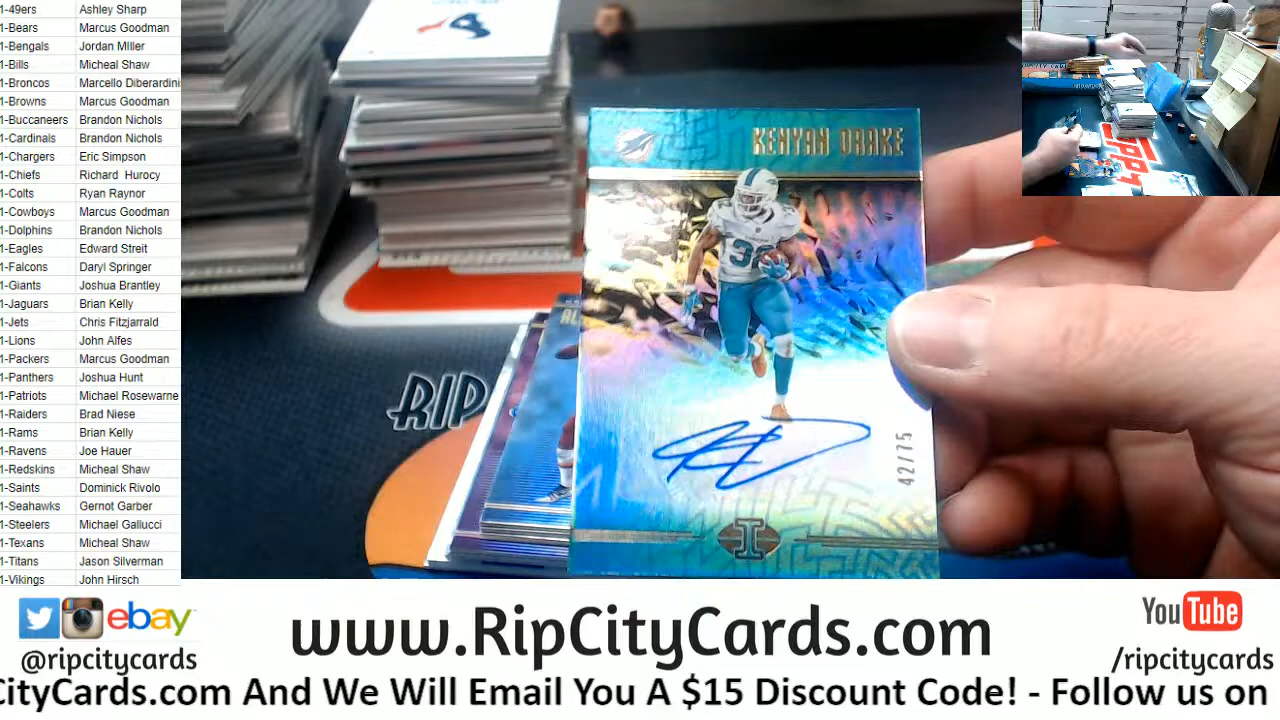 1-49ers Ashley Sharp
1-Bears Marcus Goodman
1-Bengals Jordan MIller
1-Bills Micheal Shaw
1-Broncos Marcello Diberardini
1-Browns Marcus Goodman
1-Buccaneers Brandon Nichols
1-Cardinals Brandon Nichols
1-Chargers Eric Simpson
1-Chiefs Richard Hurocy
1-Colts Ryan Raynor
1-Cowboys Marcus Goodman
1-Dolphins Brandon Nichols
1-Eagles Edward Streit
1-Falcons Daryl Springer
1-Giants Joshua Brantley
1-Jaguars Brian Kelly
1-Jets Chris Fitzjarrald
1-Lions John Alfes
1-Packers Marcus Goodman
1-Panthers Joshua Hunt
1-Patriots Michael Rosewarne
1-Raiders Brad Niese
1-Rams Brian Kelly
1-Ravens Joe Hauer
1-Redskins Micheal Shaw
1-Saints Dominick Rivolo
1-Seahawks Gernot Garber
1-Steelers Michael Gallucci
1-Texans Micheal Shaw
1-Titans Jason Silverman
1-Vikings John Hirsch
KENYAN DRAKE
32
42/75
I
AL
RIP
ebay
@ripcitycards
www.RipCityCards.com
YouTube
/ripcitycards
CityCards.com And We Will Email You A $15 Discount Code! - Follow us on